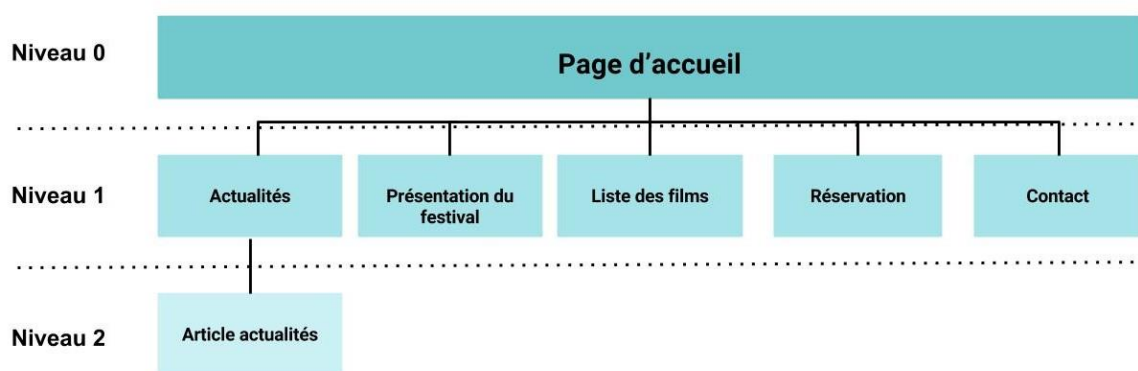 Niveau 0
Page d’accueil
Niveau 1
Actualités
Présentation du
festival
Liste des films
Réservation
Contact
Niveau 2
Article actualités